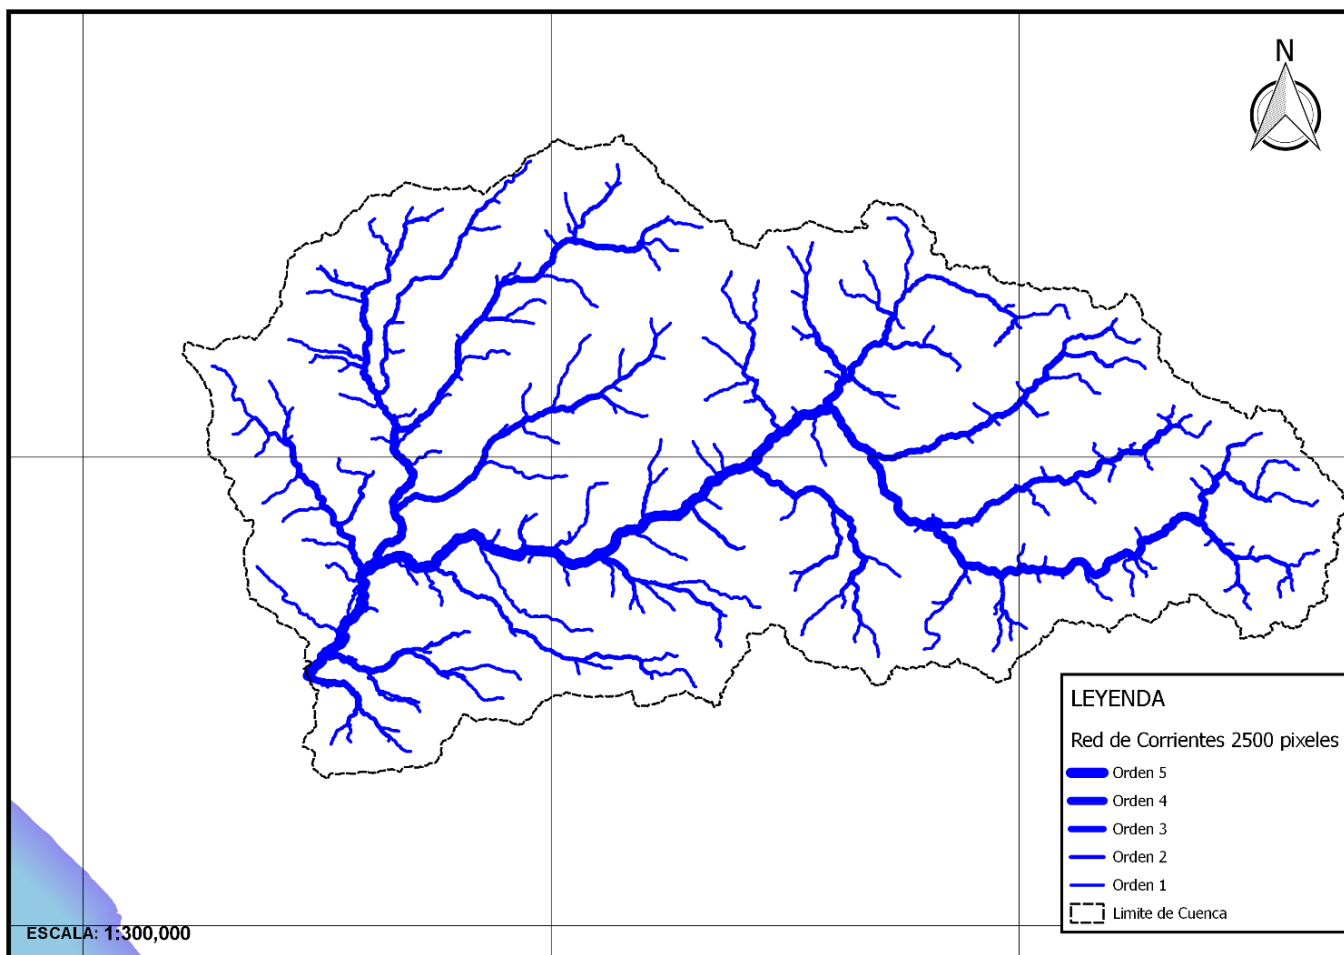 N
LEYENDA
Red de Corrientes 2500 pixeles
Orden 5
Orden 4
Orden 3
Orden 2
Orden 1
Limite de Cuenca
ESCALA: 1:300,000